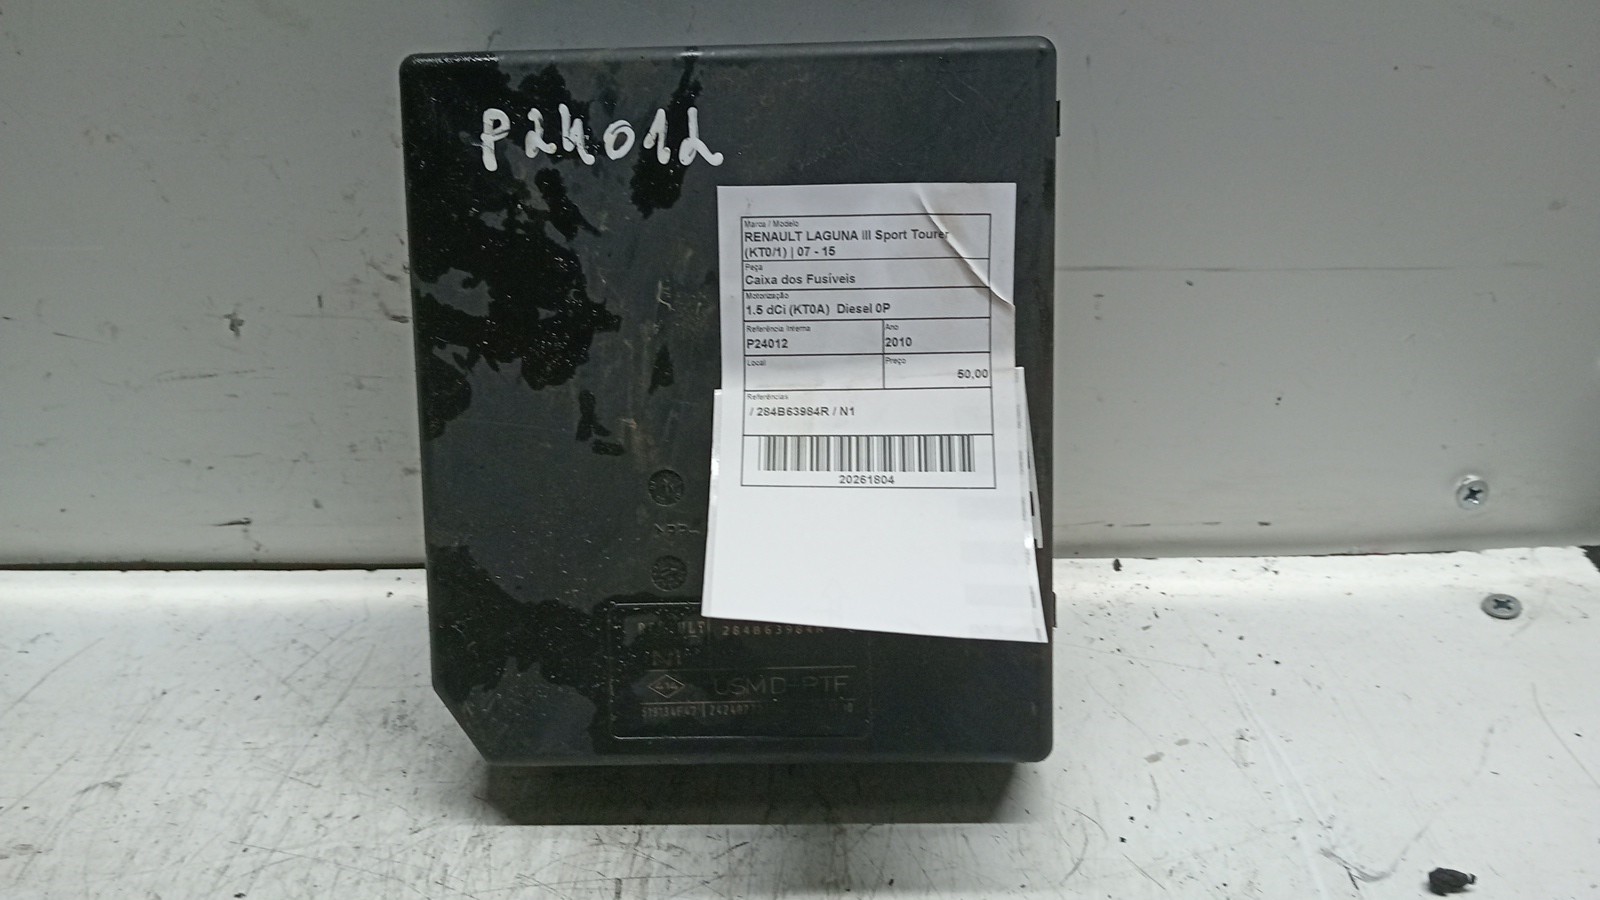 P24012
Marca / Modelo
RENAULT LAGUNA III Sport Tourer
(KT0/1) | 07 - 15
Peça
Caixa dos Fusíveis
Motorização
1.5 dCi (KT0A) Diesel 0P
Referência Interna
P24012
Ano
2010
Local
Preço
50,00
Referências
/ 284B63984R / N1
20261804
RENAULT 284B63984R
N1
USMD-PTF